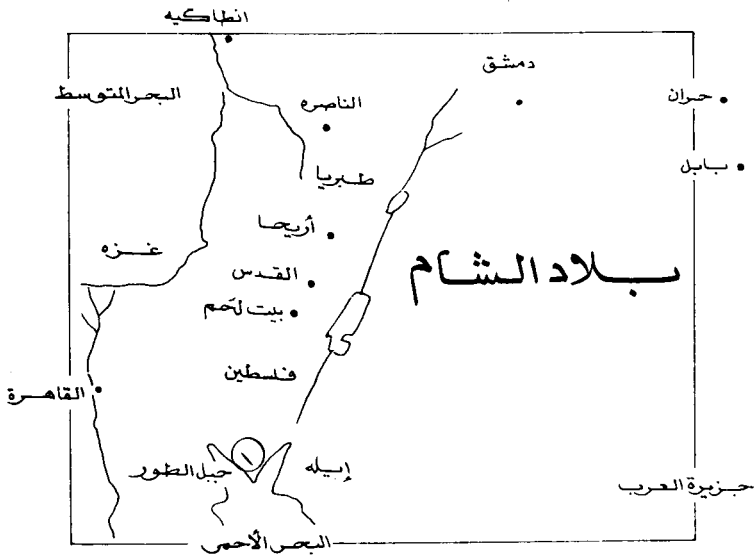 انطاكيه
دمشق
البحر المتوسط
الناصره
حران
طبريا
بابل
أريحا
غزه
القدس
بلاد الشام
بيت لحم
فلسطين
القاهرة
١
جبل الطور
إيله
جزيرة العرب
البحر الأحمر